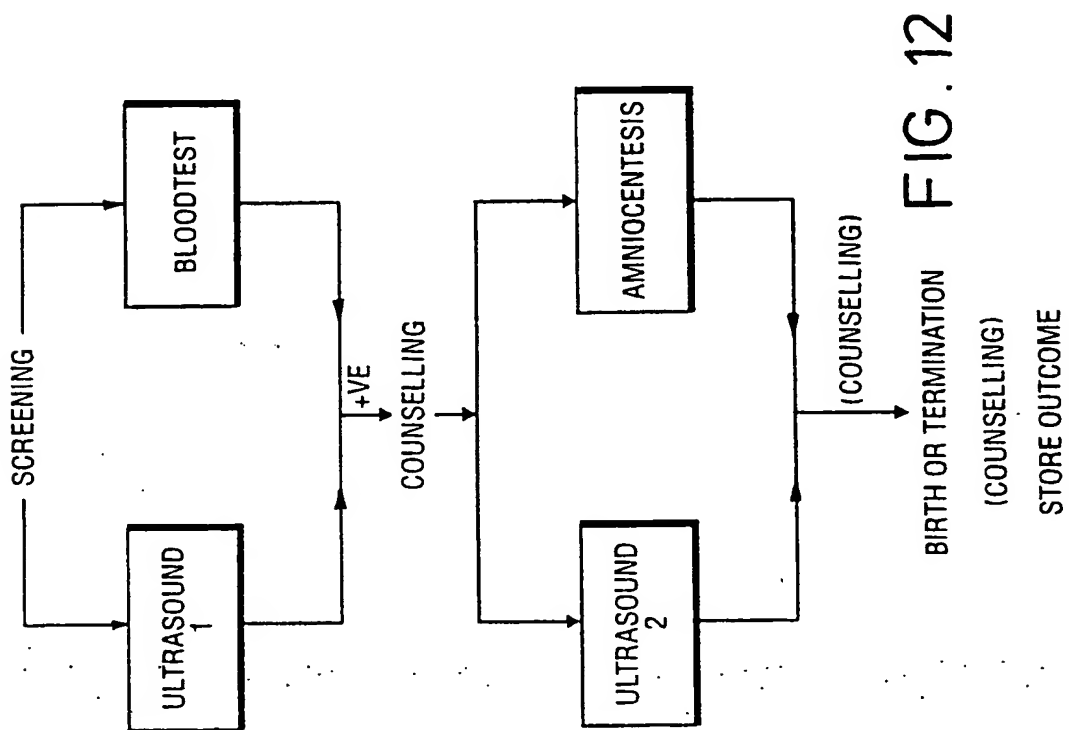 SCREENING
ULTRASOUND
1
BLOODTEST
+VE
COUNSELLING
ULTRASOUND
2
AMNIOCENTESIS
(COUNSELLING)
BIRTH OR TERMINATION
(COUNSELLING)
STORE OUTCOME
FIG. 12